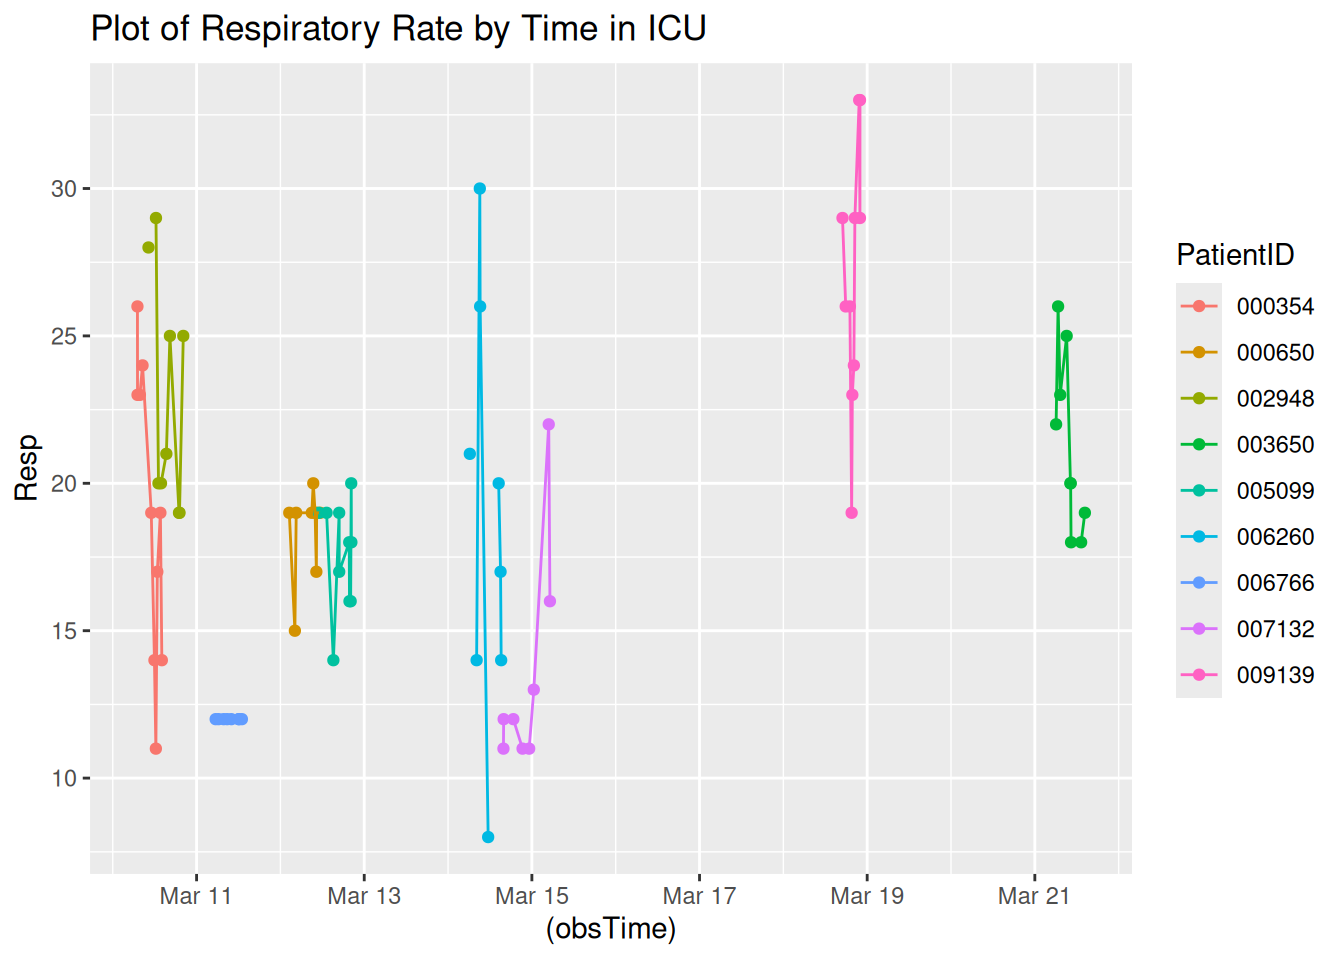 Plot of Respiratory Rate by Time in ICU
Resp
30
25
20
15
10
Mar 11 Mar 13 Mar 15 Mar 17 Mar 19 Mar 21
(obsTime)
PatientID
000354
000650
002948
003650
005099
006260
006766
007132
009139